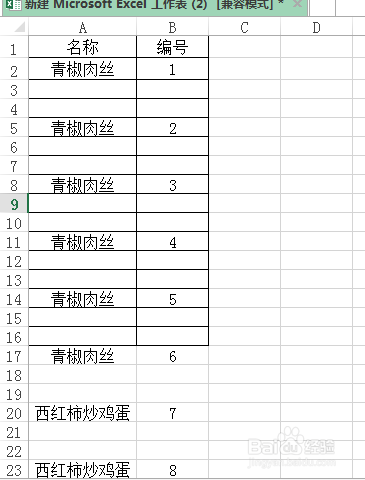 新建 Microsoft Excel 工作表 (2) [兼容模式] *
A B C D
1 名称 编号
2 青椒肉丝 1
3
4
5 青椒肉丝 2
6
7
8 青椒肉丝 3
9
10
11 青椒肉丝 4
12
13
14 青椒肉丝 5
15
16
17 青椒肉丝 6
18
19
20 西红柿炒鸡蛋 7
21
22
23 西红柿炒鸡蛋 8
Baidu 经验
jingyan.baidu.com